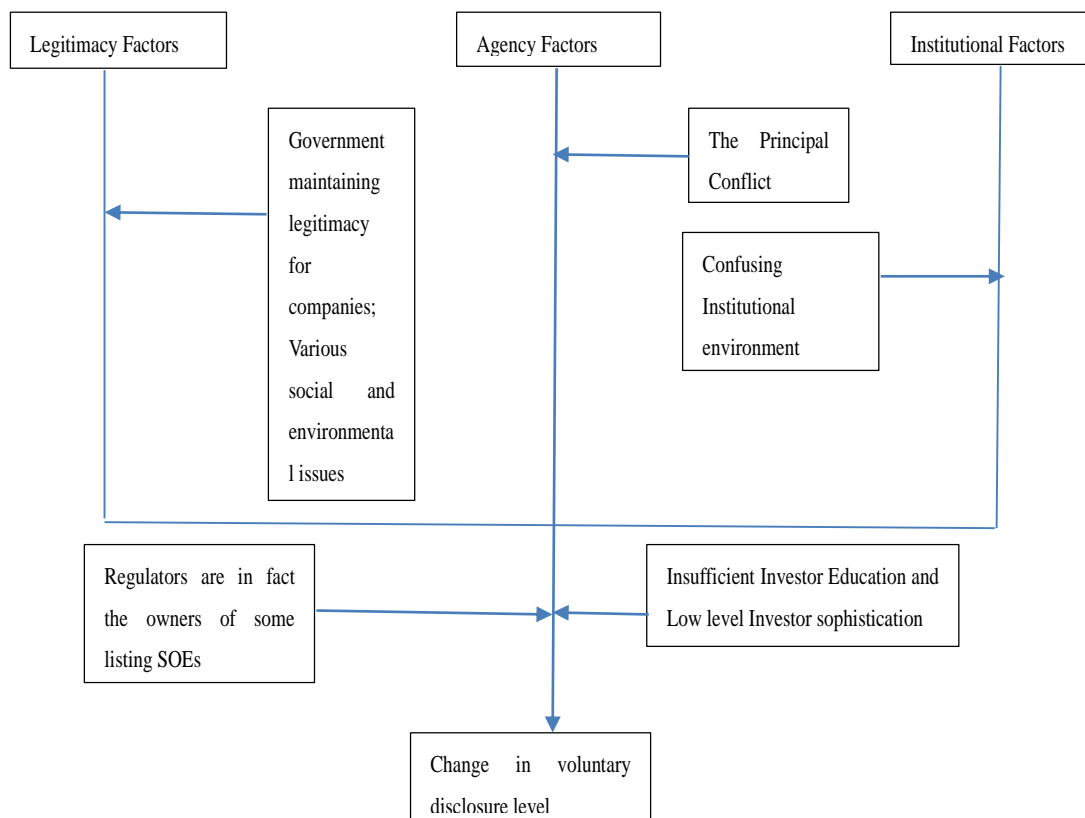 Legitimacy Factors
Agency Factors
Institutional Factors
Government
maintaining
legitimacy
for
companies;
Various
social and
environmenta
l issues
The Principal
Conflict
Confusing
Institutional
environment
Regulators are in fact
the owners of some
listing SOEs
Insufficient Investor Education and
Low level Investor sophistication
Change in voluntary
disclosure level